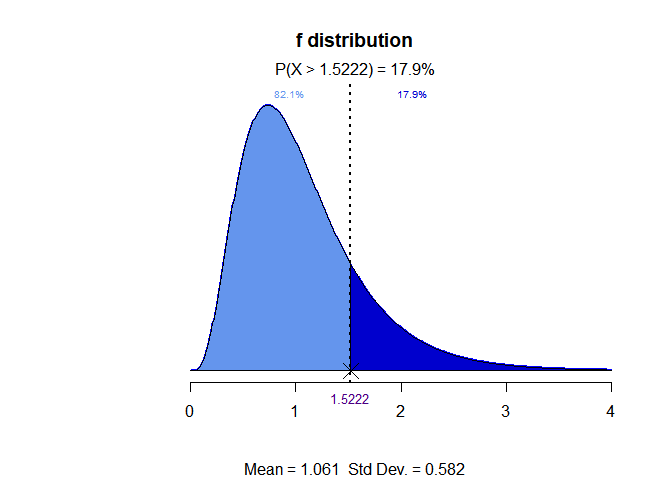 f distribution
P(X > 1.5222) = 17.9%
82.1% 17.9%
1.5222
0 1 2 3 4
Mean = 1.061 Std Dev. = 0.582